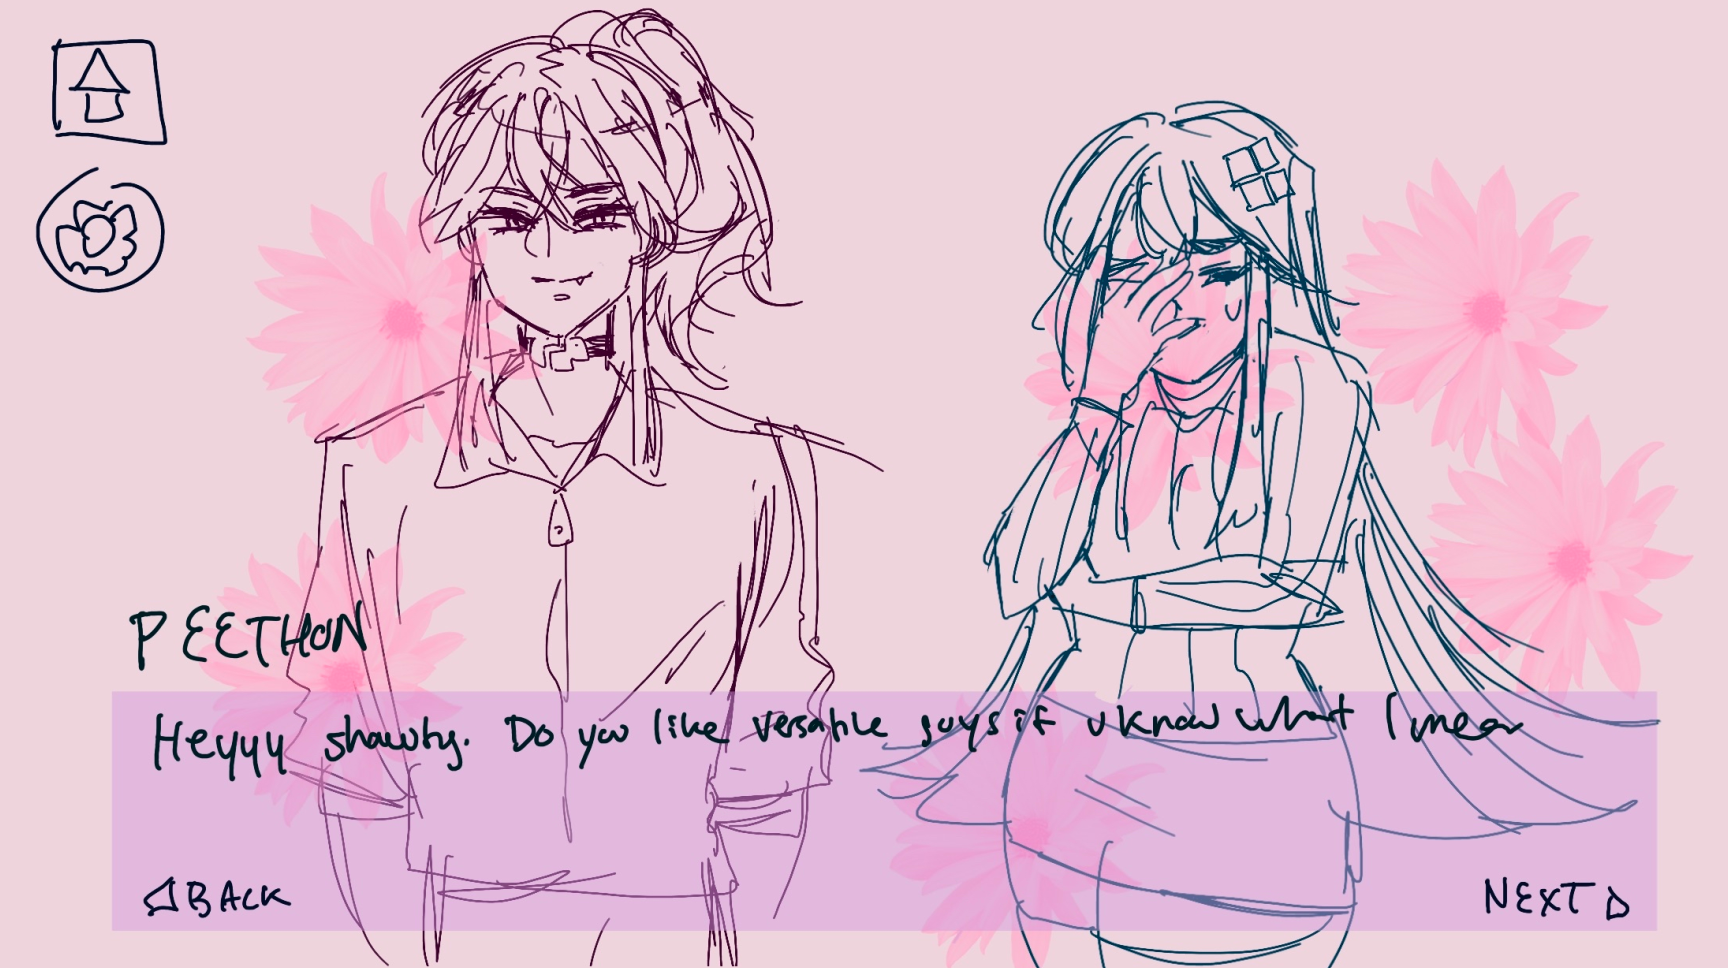 PEETHON
Heyyy shawty. Do you like versatile guys if u know what I mean
◁ BACK
NEXT ▷